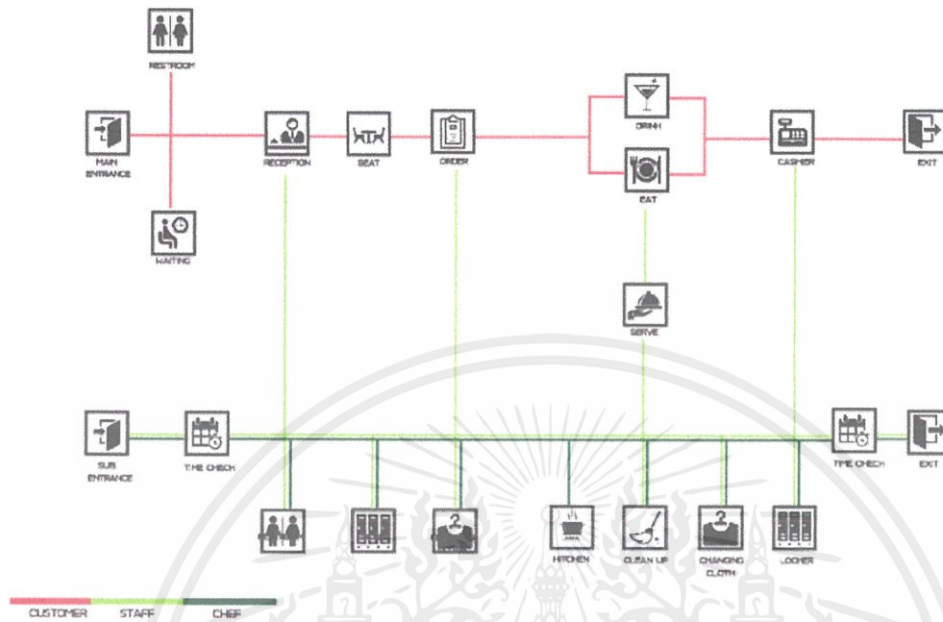 RESTROOM
MAIN
ENTRANCE
RECEPTION
SEAT
ORDER
DRINK
EAT
CASHIER
EXIT
WAITING
SERVE
SUB
ENTRANCE
TIME CHECK
TIME CHECK
EXIT
KITCHEN
CLEAN UP
CHANGING
CLOTH
LOCKER
CUSTOMER
STAFF
CHEF